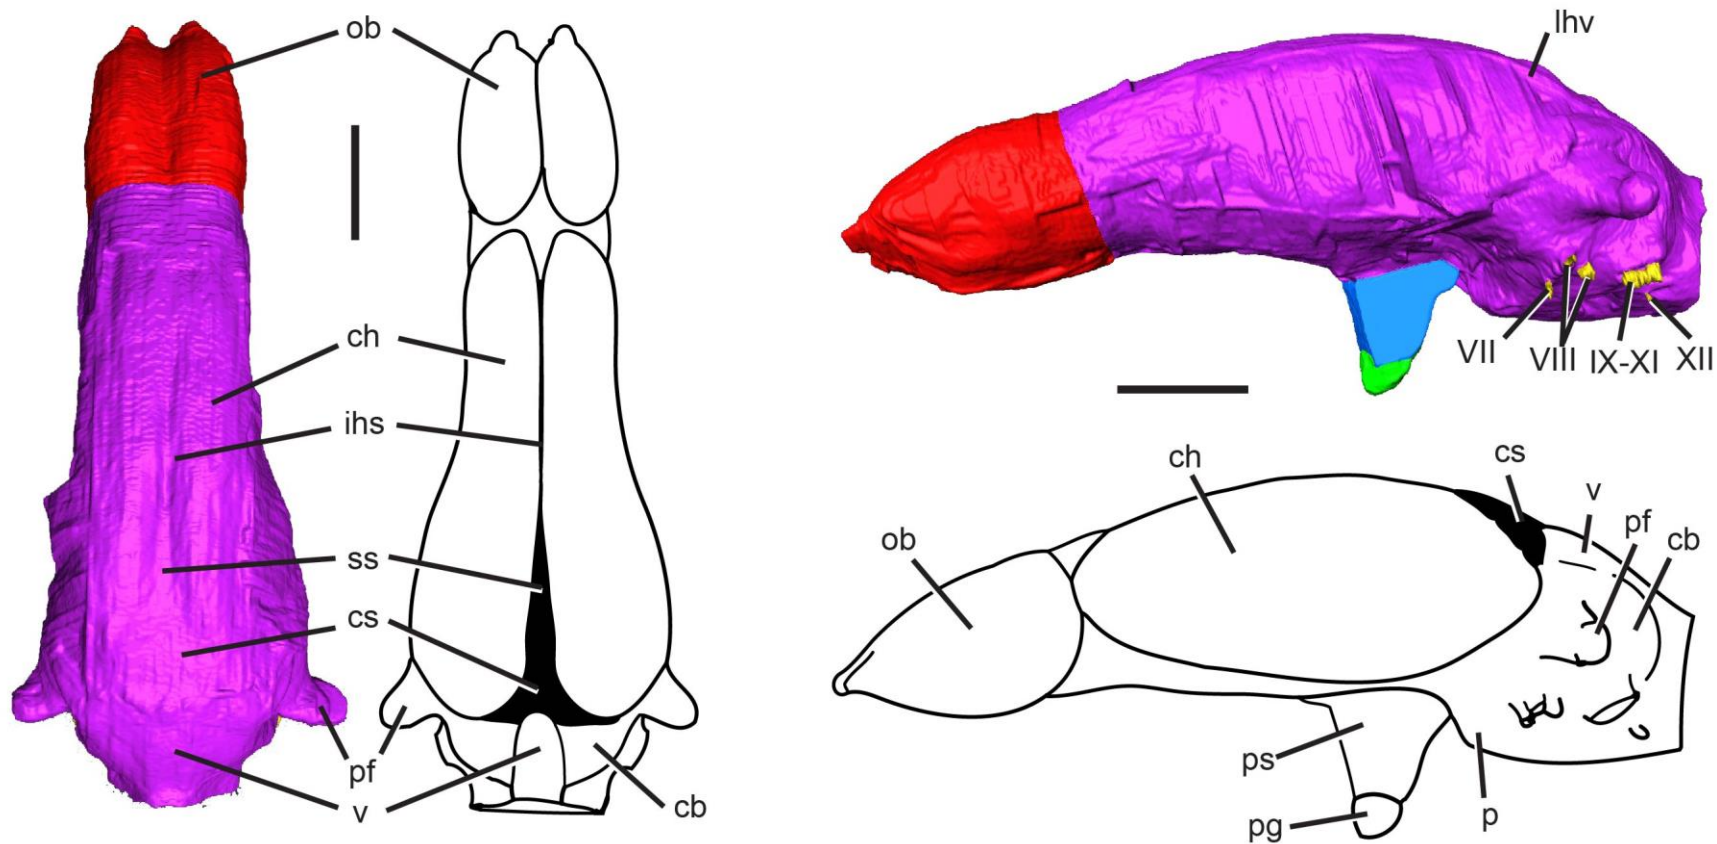 ob
ch
ihs
ss
cs
pf
v
cb
lhv
VII
VIII
IX-XI
XII
ch
cs
v
pf
cb
ob
ps
pg
p